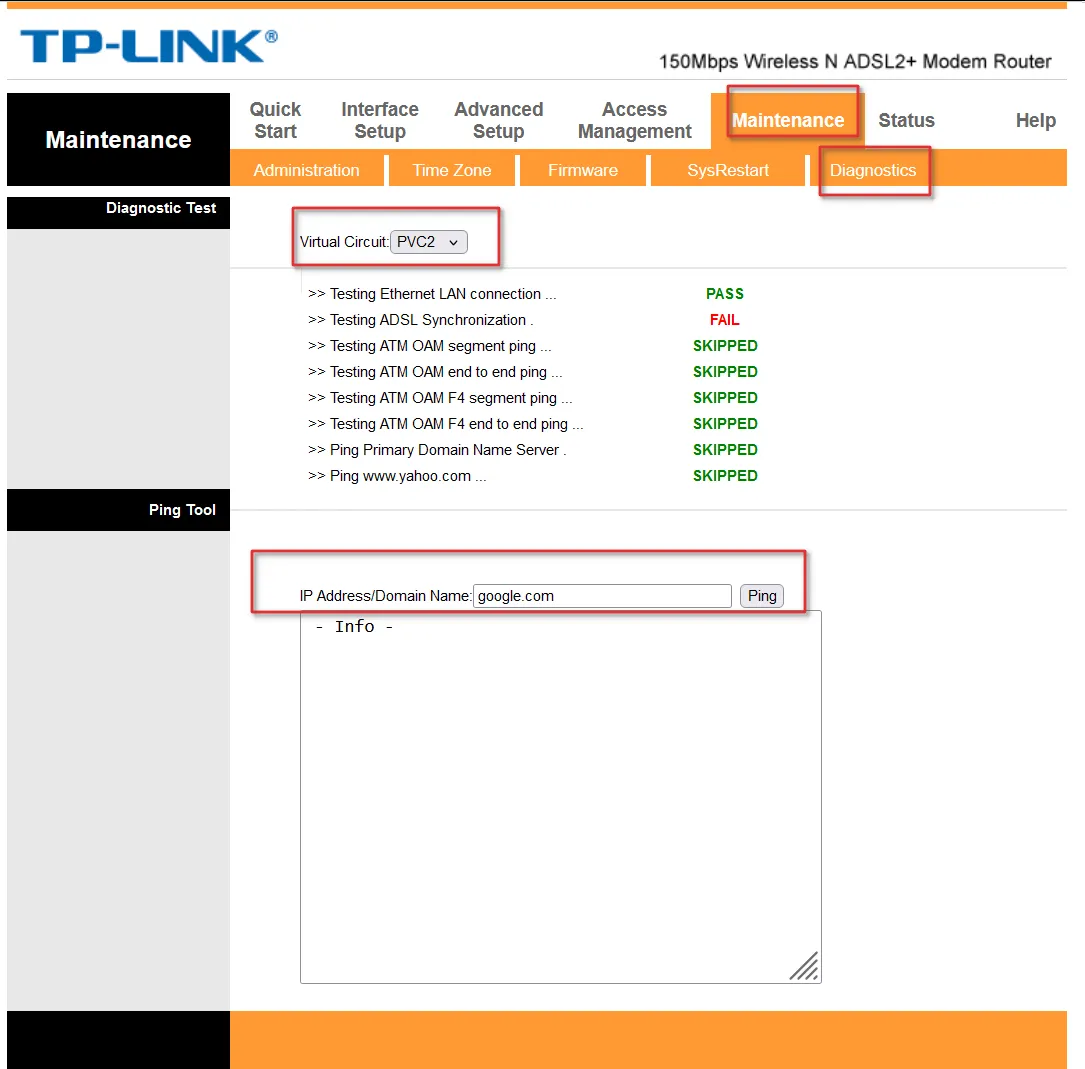 TP-LINK®
150Mbps Wireless N ADSL2+ Modem Router
Maintenance
Quick Start
Interface Setup
Advanced Setup
Access Management
Maintenance
Status
Help
Administration
Time Zone
Firmware
SysRestart
Diagnostics
Diagnostic Test
Virtual Circuit: PVC2
>> Testing Ethernet LAN connection ... PASS
>> Testing ADSL Synchronization . FAIL
>> Testing ATM OAM segment ping ... SKIPPED
>> Testing ATM OAM end to end ping ... SKIPPED
>> Testing ATM OAM F4 segment ping ... SKIPPED
>> Testing ATM OAM F4 end to end ping ... SKIPPED
>> Ping Primary Domain Name Server . SKIPPED
>> Ping www.yahoo.com ... SKIPPED
Ping Tool
IP Address/Domain Name: google.com Ping
- Info -